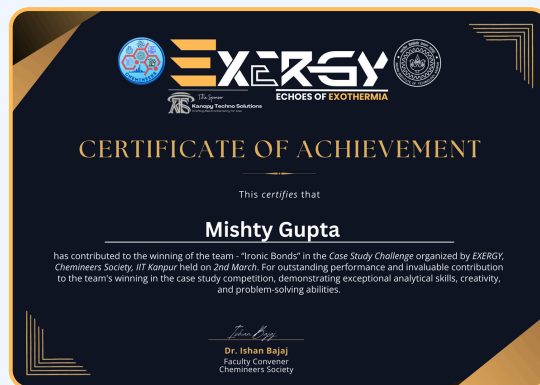 EXERGY
ECHOES OF EXOTHERMIA
Title Sponsor
KTS
Kanopy Techno Solutions
CERTIFICATE OF ACHIEVEMENT
This certifies that
Mishty Gupta
has contributed to the winning of the team - "Ironic Bonds" in the Case Study Challenge organized by EXERGY,
Chemineers Society, IIT Kanpur held on 2nd March. For outstanding performance and invaluable contribution
to the team's winning in the case study competition, demonstrating exceptional analytical skills, creativity,
and problem-solving abilities.
Ishan Bajaj
Dr. Ishan Bajaj
Faculty Convener
Chemineers Society